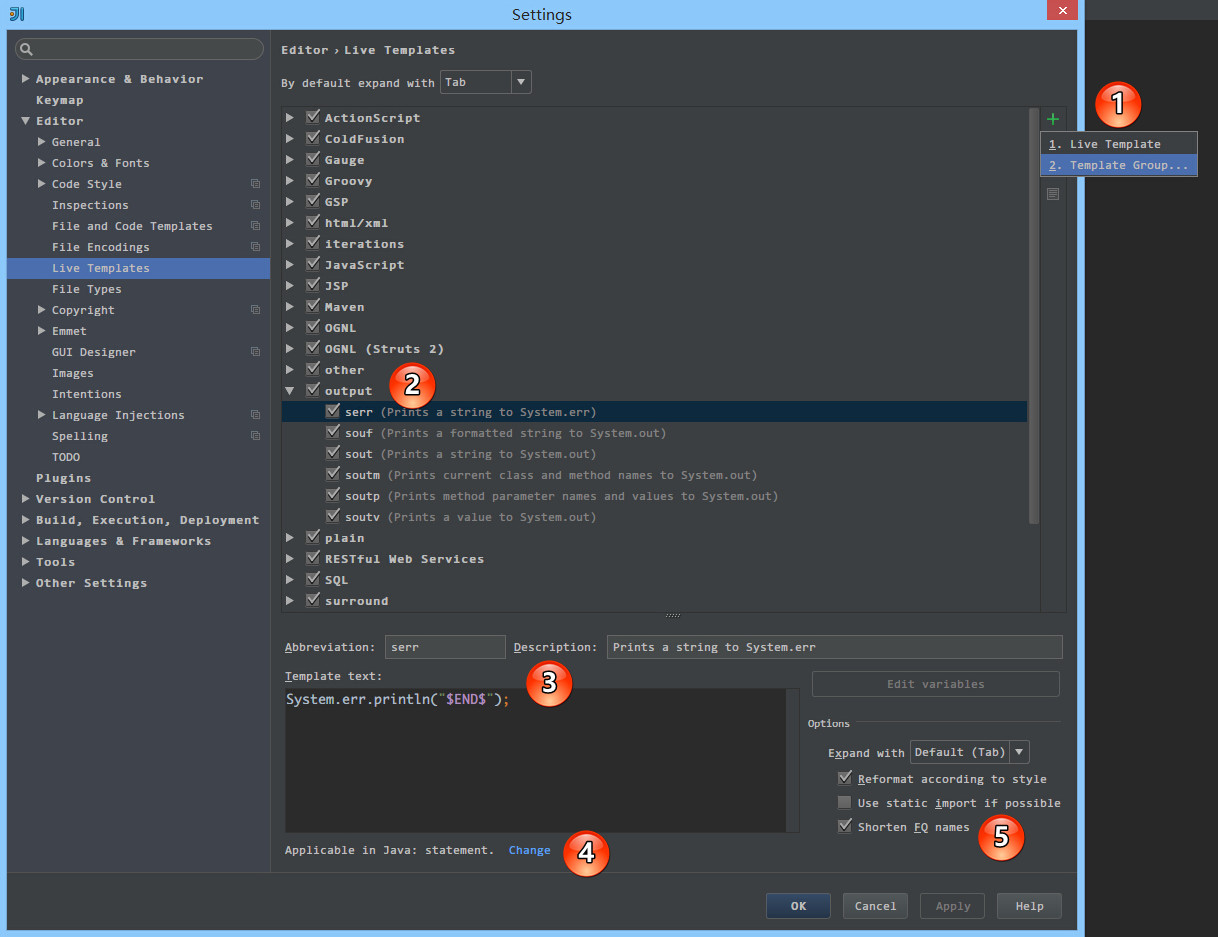 Settings
Appearance & Behavior
Keymap
Editor
General
Colors & Fonts
Code Style
Inspections
File and Code Templates
File Encodings
Live Templates
File Types
Copyright
Emmet
GUI Designer
Images
Intentions
Language Injections
Spelling
TODO
Plugins
Version Control
Build, Execution, Deployment
Languages & Frameworks
Tools
Other Settings
Editor › Live Templates
By default expand with Tab
ActionScript
ColdFusion
Gauge
Groovy
GSP
html/xml
iterations
JavaScript
JSP
Maven
OGNL
OGNL (Struts 2)
other
output
2
serr (Prints a string to System.err)
souf (Prints a formatted string to System.out)
sout (Prints a string to System.out)
soutm (Prints current class and method names to System.out)
soutp (Prints method parameter names and values to System.out)
soutv (Prints a value to System.out)
plain
RESTful Web Services
SQL
surround
1
1. Live Template
2. Template Group...
Abbreviation: serr Description: Prints a string to System.err
Template text:
3
System.err.println("$END$");
Edit variables
Options
Expand with Default (Tab)
Reformat according to style
Use static import if possible
Shorten FQ names
5
Applicable in Java: statement. Change
4
OK Cancel Apply Help